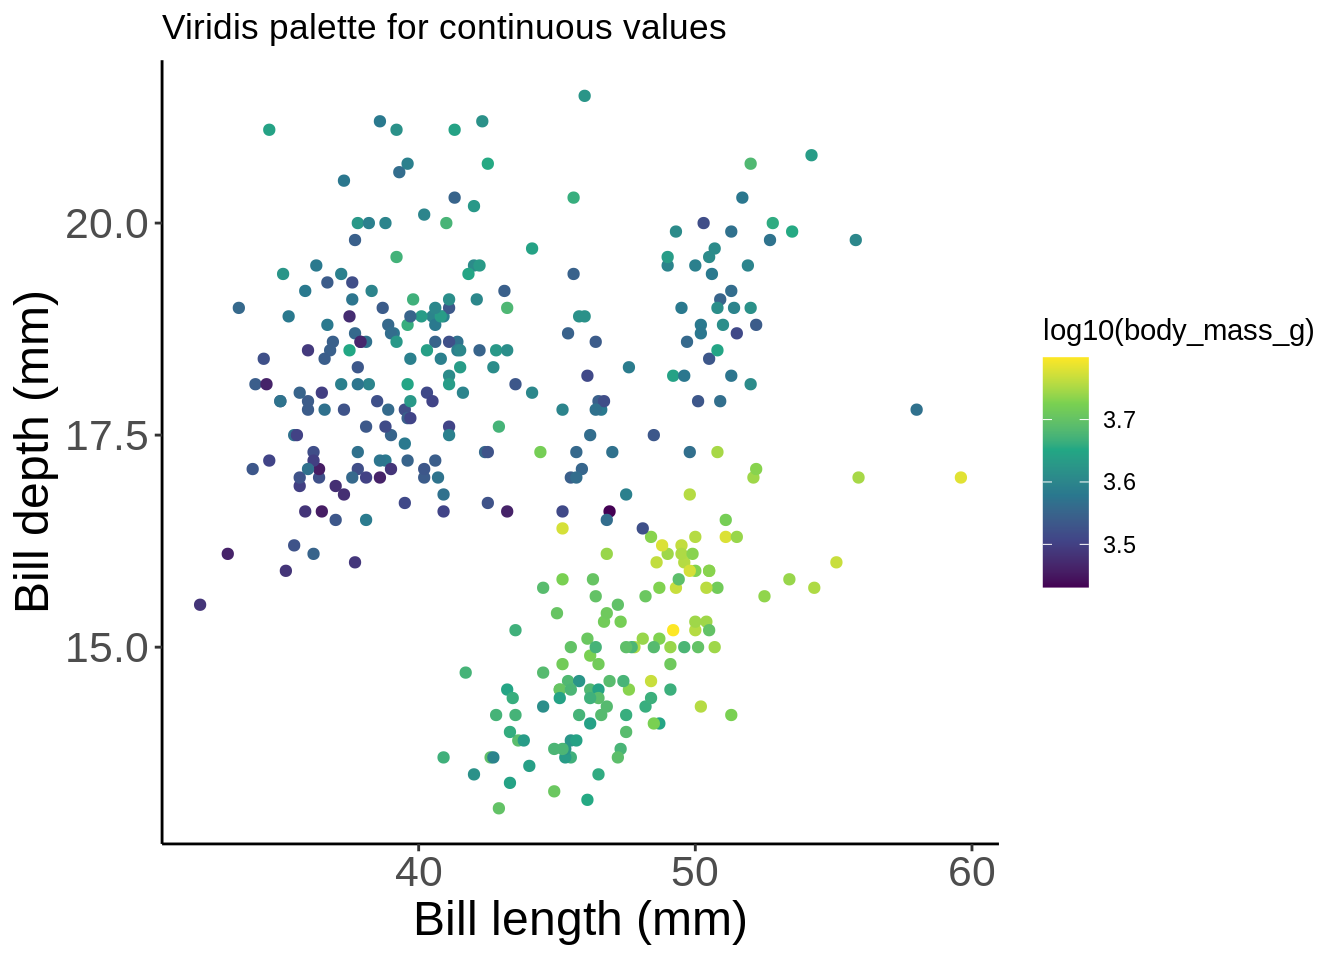 Viridis palette for continuous values
Bill depth (mm)
20.0
17.5
15.0
40 50 60
Bill length (mm)
log10(body_mass_g)
3.7
3.6
3.5